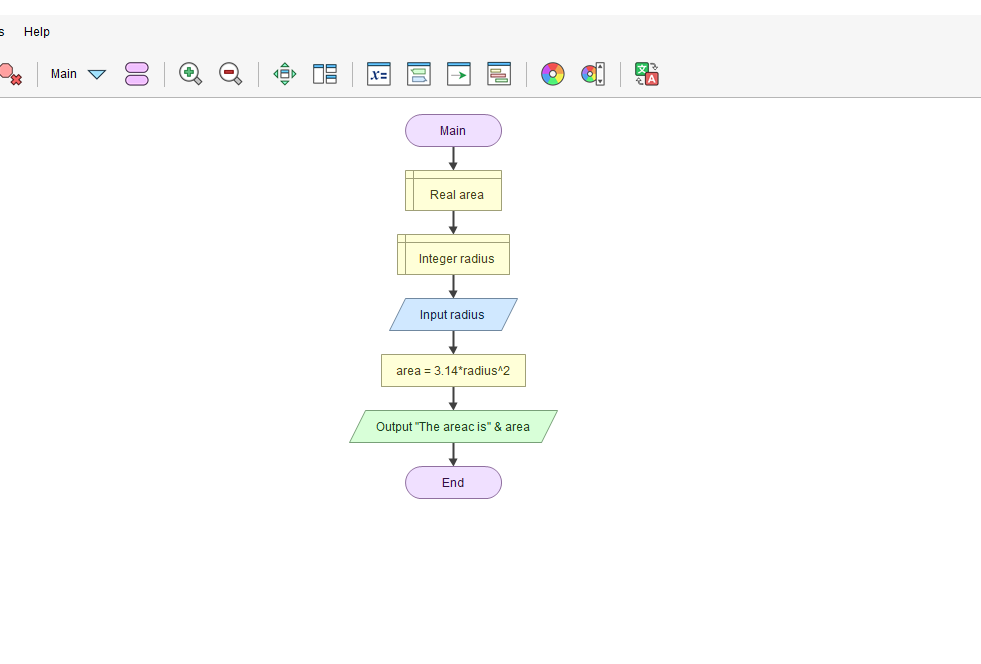 s Help
Main
Main
Real area
Integer radius
Input radius
area = 3.14*radius^2
Output "The areac is" & area
End